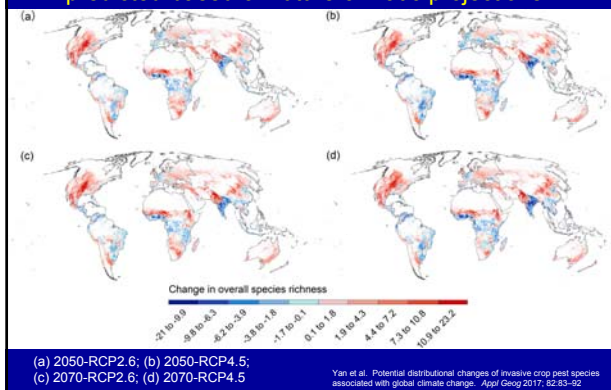 (a)
(b)
(c)
(d)
Change in overall species richness
-21 to -9.9
-9.8 to -6.3
-6.2 to -3.9
-3.8 to -1.8
-1.7 to -0.1
0.1 to 1.8
1.9 to 4.3
4.4 to 7.2
7.3 to 10.8
10.9 to 23.2
(a) 2050-RCP2.6; (b) 2050-RCP4.5;
(c) 2070-RCP2.6; (d) 2070-RCP4.5
Yan et al. Potential distributional changes of invasive crop pest species
associated with global climate change. Appl Geog 2017; 82:83–92